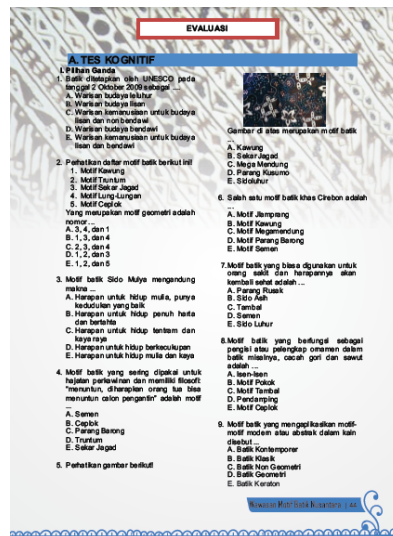 EVALUASI
A. TES KOGNITIF
I. Pilihan Ganda
1. Batik ditetapkan oleh UNESCO pada
tanggal 2 Oktober 2009 sebagai ....
A. Warisan budaya leluhur
B. Warisan budaya lisan
C. Warisan kemanusiaan untuk budaya
lisan dan nonbendawi
D. Warisan budaya bendawi
E. Warisan kemanusiaan untuk budaya
lisan dan bendawi
2. Perhatikan daftar motif batik berikut ini!
1. Motif Kawung
2. Motif Truntum
3. Motif Sekar Jagad
4. Motif Lung-Lungan
5. Motif Ceplok
Yang merupakan motif geometri adalah
nomor...
A. 3, 4, dan 1
B. 1, 3, dan 4
C. 2, 3, dan 4
D. 1, 2, dan 3
E. 1, 2, dan 5
3. Motif batik Sido Mulya mengandung
makna ...
A. Harapan untuk hidup mulia, punya
kedudukan yang baik
B. Harapan untuk hidup penuh harta
dan bertahta
C. Harapan untuk hidup tentram dan
kaya raya
D. Harapan untuk hidup berkecukupan
E. Harapan untuk hidup mulia dan kaya
4. Motif batik yang sering dipakai untuk
hajatan perkawinan dan memiliki filosofi
"menuntun, diharapkan orang tua bisa
menuntun calon pengantin" adalah motif
...
A. Semen
B. Ceplok
C. Parang Barong
D. Truntum
E. Sekar Jagad
5. Perhatikan gambar berikut!
Gambar di atas merupakan motif batik
...
A. Kawung
B. Sekar Jagad
C. Mega Mendung
D. Parang Kusumo
E. Sidoluhur
6. Salah satu motif batik khas Cirebon adalah
...
A. Motif Jlamprang
B. Motif Kawung
C. Motif Megamendung
D. Motif Parang Barong
E. Motif Semen
7. Motif batik yang biasa digunakan untuk
orang sakit dan harapannya akan
kembali sehat adalah ...
A. Parang Rusak
B. Sido Asih
C. Tambal
D. Semen
E. Sido Luhur
8. Motif batik yang berfungsi sebagai
pengisi atau pelengkap ornamen dalam
batik misalnya, cacah gori dan sawut
adalah ...
A. Isen-Isen
B. Motif Pokok
C. Motif Tambal
D. Pendamping
E. Motif Ceplok
9. Motif batik yang mengaplikasikan motif-
motif modern atau abstrak dalam kain
disebut ...
A. Batik Kontemporer
B. Batik Klasik
C. Batik Non Geometri
D. Batik Geometri
E. Batik Keraton
Wawasan Motif Batik Nusantara |